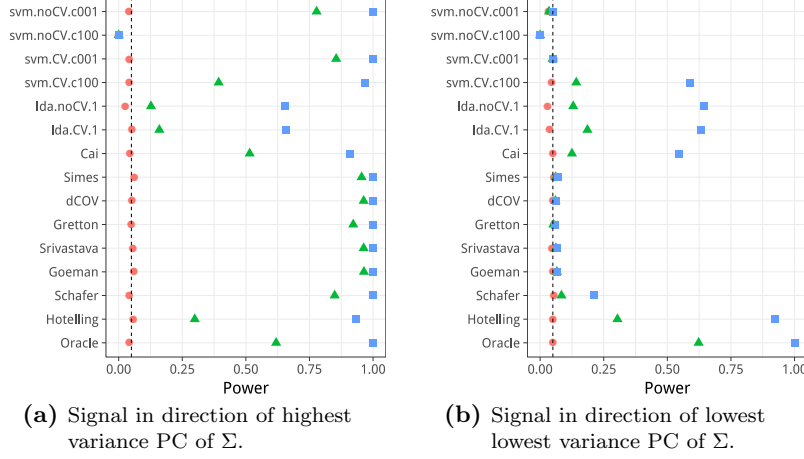 svm.noCV.c001
svm.noCV.c100
svm.CV.c001
svm.CV.c100
lda.noCV.1
lda.CV.1
Cai
Simes
dCOV
Gretton
Srivastava
Goeman
Schafer
Hotelling
Oracle
0.00 0.25 0.50 0.75 1.00
Power
(a) Signal in direction of highest
variance PC of Σ.
svm.noCV.c001
svm.noCV.c100
svm.CV.c001
svm.CV.c100
lda.noCV.1
lda.CV.1
Cai
Simes
dCOV
Gretton
Srivastava
Goeman
Schafer
Hotelling
Oracle
0.00 0.25 0.50 0.75 1.00
Power
(b) Signal in direction of lowest
lowest variance PC of Σ.